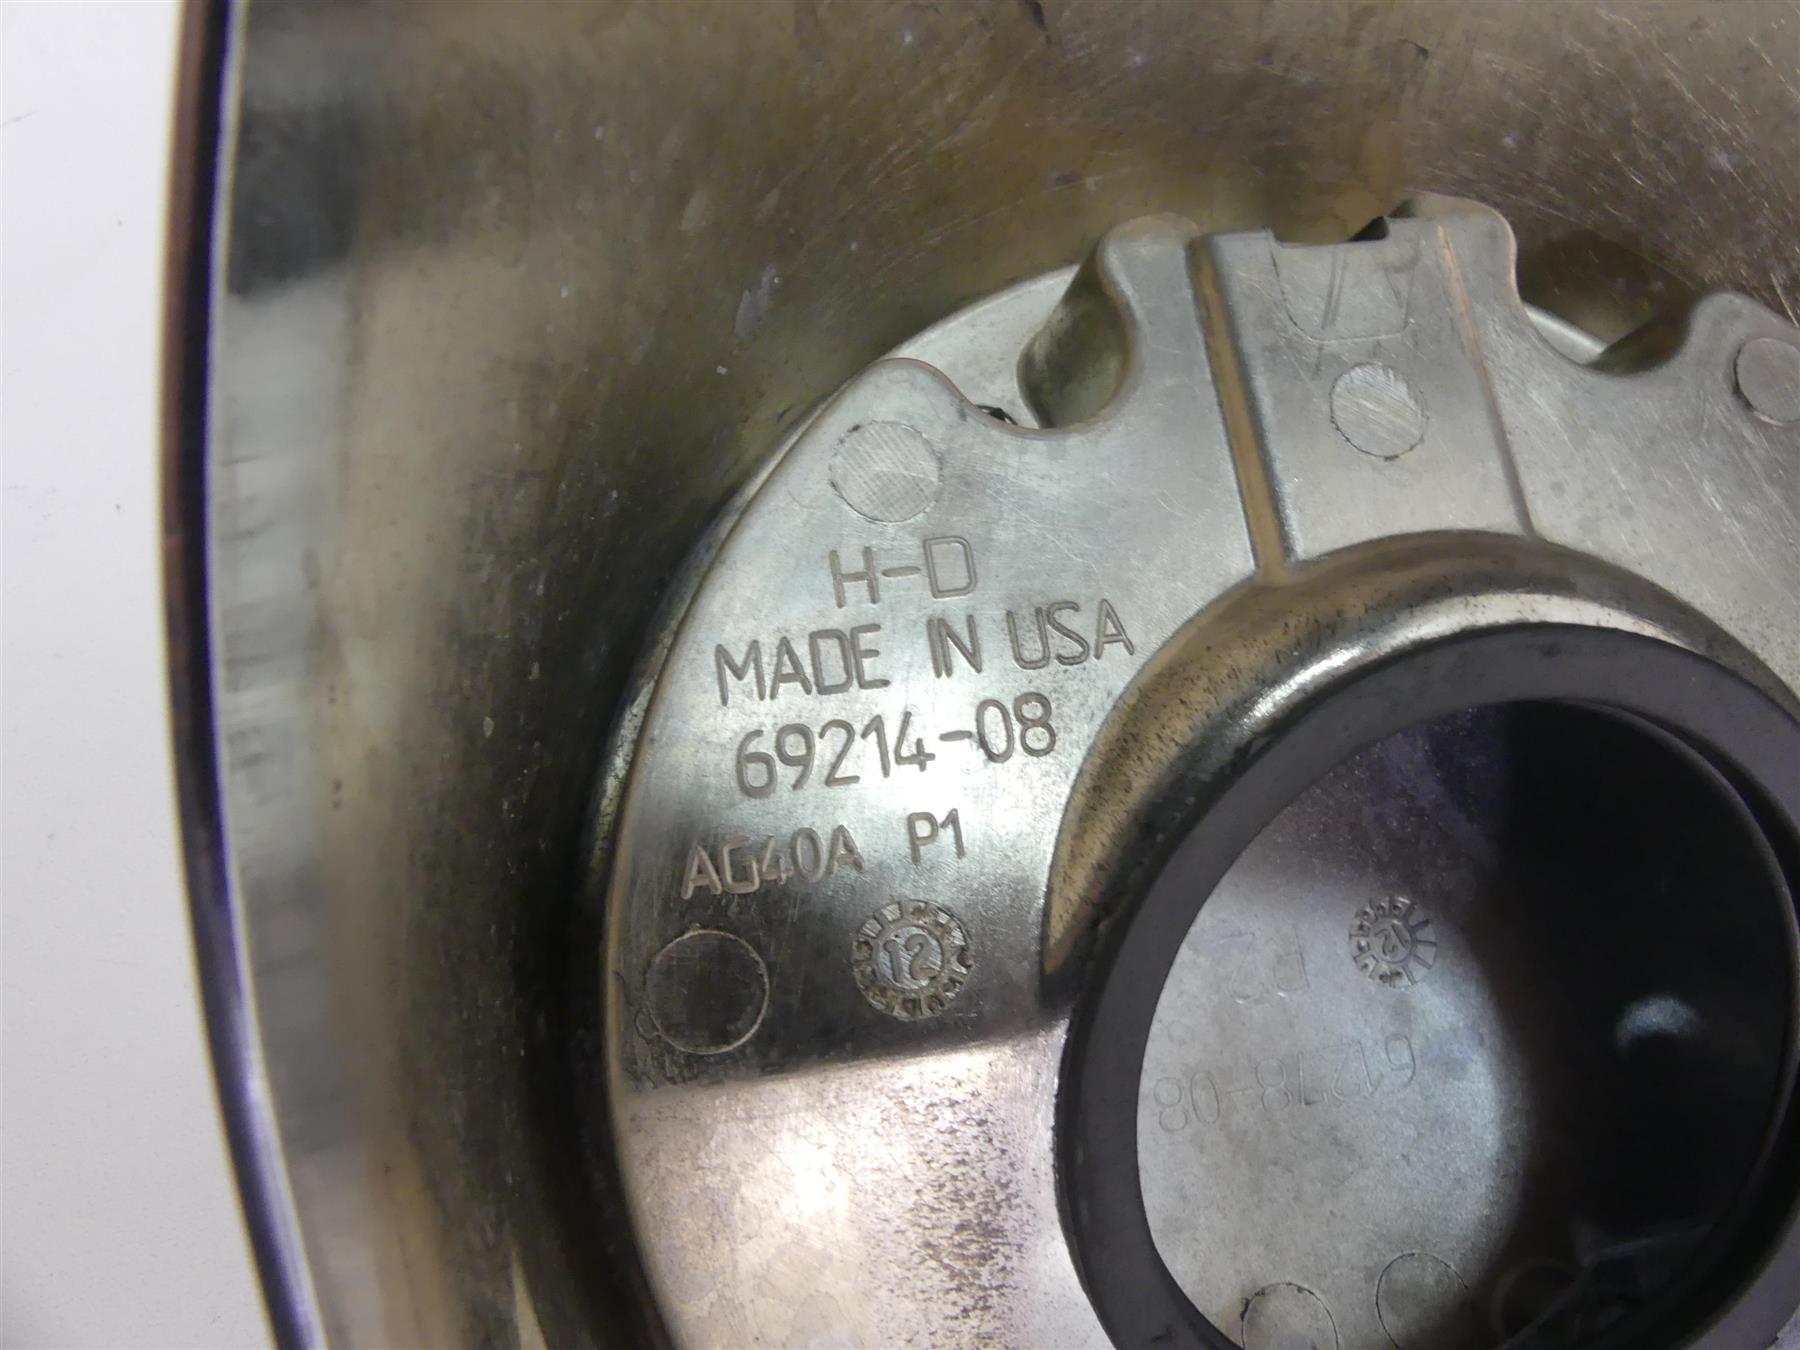 H-D
MADE IN USA
69214-08
AG40A P1
12
12
P2
61278-08